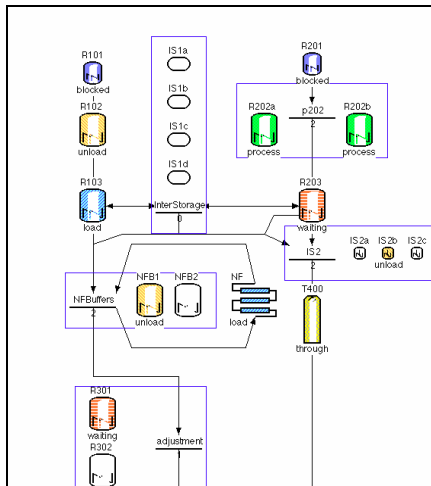 R101
blocked
R102
unload
R103
load
IS1a
IS1b
IS1c
IS1d
InterStorage
0
R201
blocked
R202a
process
p202
2
R202b
process
R203
waiting
IS2
2
IS2a
IS2b
unload
IS2c
NFBuffers
2
NFB1
unload
NFB2
NF
load
T400
through
R301
waiting
R302
adjustment
1